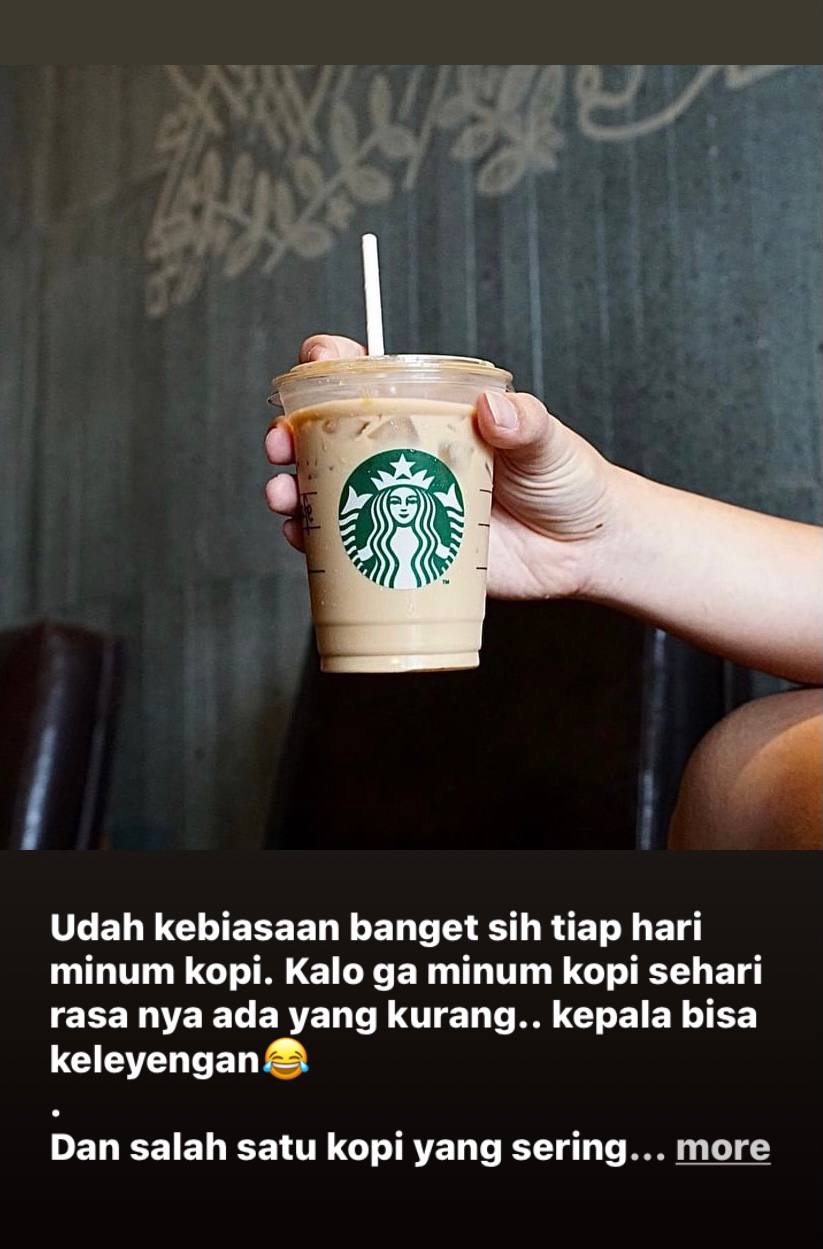 Udah kebiasaan banget sih tiap hari
minum kopi. Kalo ga minum kopi sehari
rasa nya ada yang kurang.. kepala bisa
keleyengan😂
.
Dan salah satu kopi yang sering... more